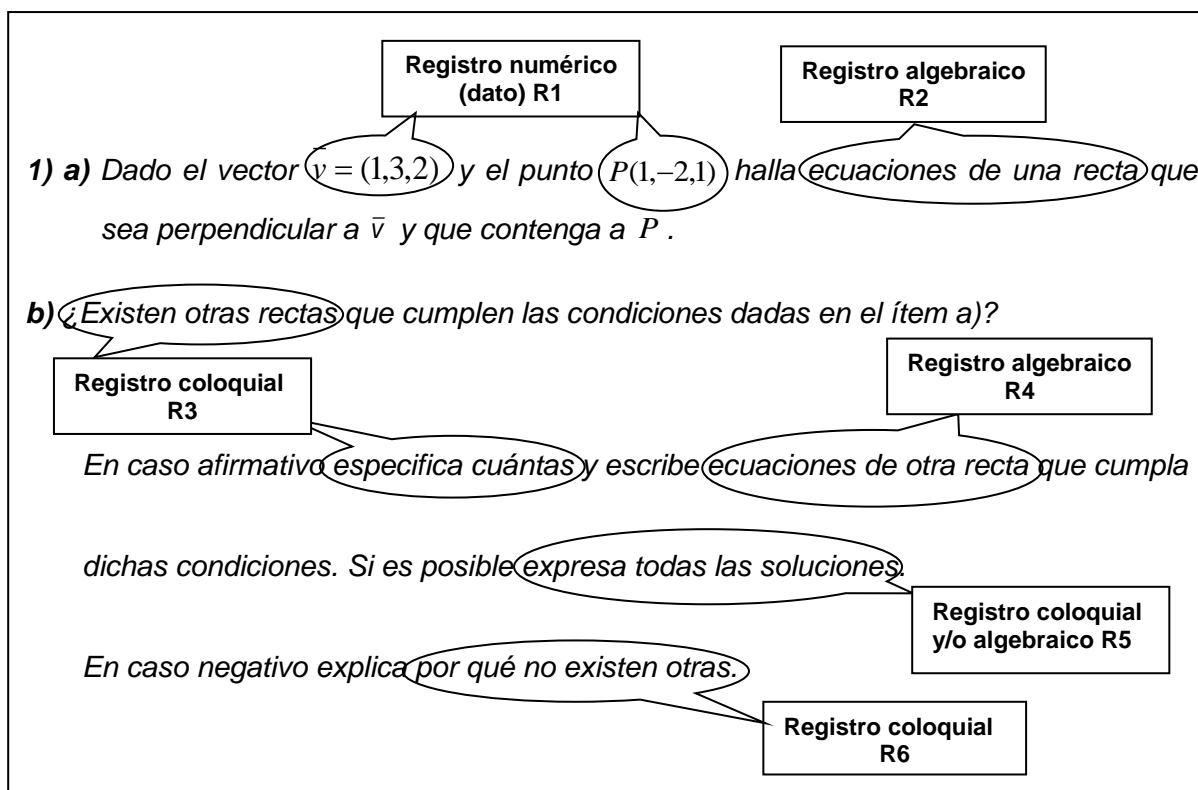 Registro numérico
(dato) R1
Registro algebraico
R2
1) a) Dado el vector v̄ = (1,3,2) y el punto P(1,−2,1) halla ecuaciones de una recta que
sea perpendicular a v̄ y que contenga a P .
b) ¿Existen otras rectas que cumplen las condiciones dadas en el ítem a)?
Registro coloquial
R3
Registro algebraico
R4
En caso afirmativo especifica cuántas y escribe ecuaciones de otra recta que cumpla
dichas condiciones. Si es posible expresa todas las soluciones.
Registro coloquial
y/o algebraico R5
En caso negativo explica por qué no existen otras.
Registro coloquial
R6